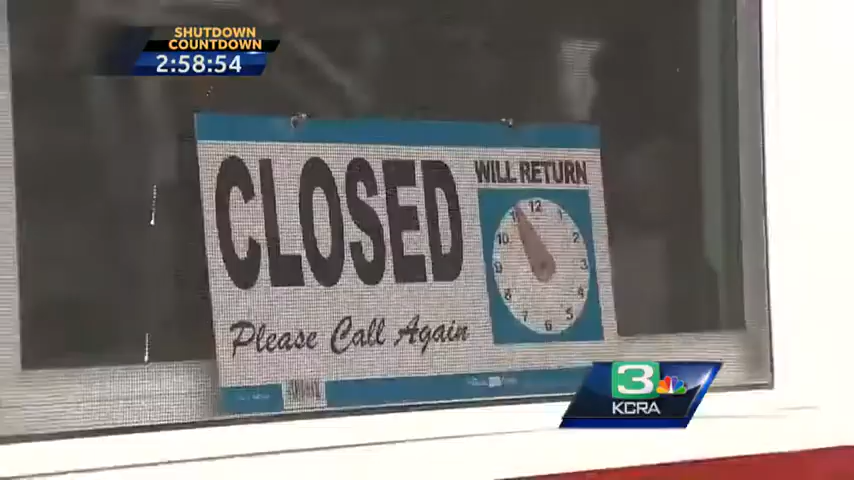 SHUTDOWN
COUNTDOWN
2:58:54
CLOSED
WILL RETURN
12
11
1
10
2
9
3
8
4
7
5
6
Please Call Again
3
KCRA